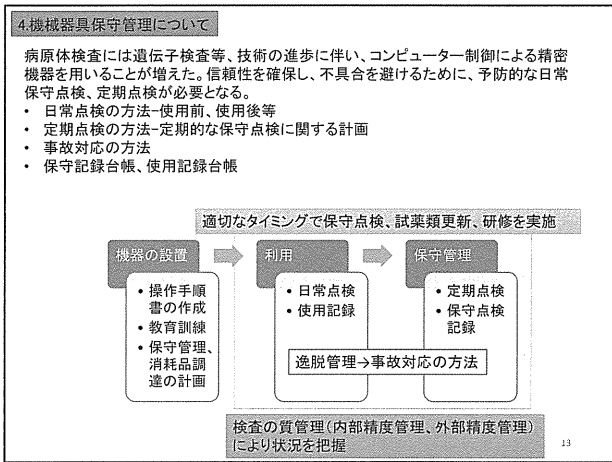 4.機械器具保守管理について
病原体検査には遺伝子検査等、技術の進歩に伴い、コンピューター制御による精密
機器を用いることが増えた。信頼性を確保し、不具合を避けるために、予防的な日常
保守点検、定期点検が必要となる。
• 日常点検の方法−使用前、使用後等
• 定期点検の方法−定期的な保守点検に関する計画
• 事故対応の方法
• 保守記録台帳、使用記録台帳
適切なタイミングで保守点検、試薬類更新、研修を実施
機器の設置
• 操作手順
書の作成
• 教育訓練
• 保守管理、
消耗品調
達の計画
利用
• 日常点検
• 使用記録
保守管理
• 定期点検
• 保守点検
記録
逸脱管理→事故対応の方法
検査の質管理(内部精度管理、外部精度管理)
により状況を把握
13